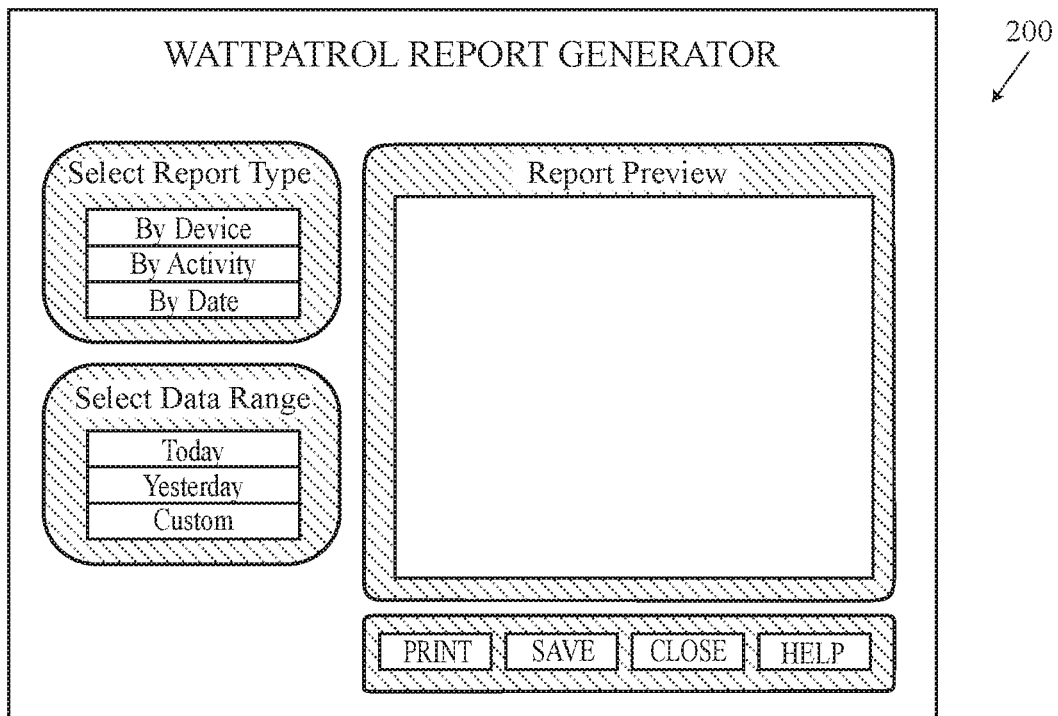 200
WATTPATROL REPORT GENERATOR
Select Report Type
By Device
By Activity
By Date
Select Data Range
Today
Yesterday
Custom
Report Preview
PRINT
SAVE
CLOSE
HELP